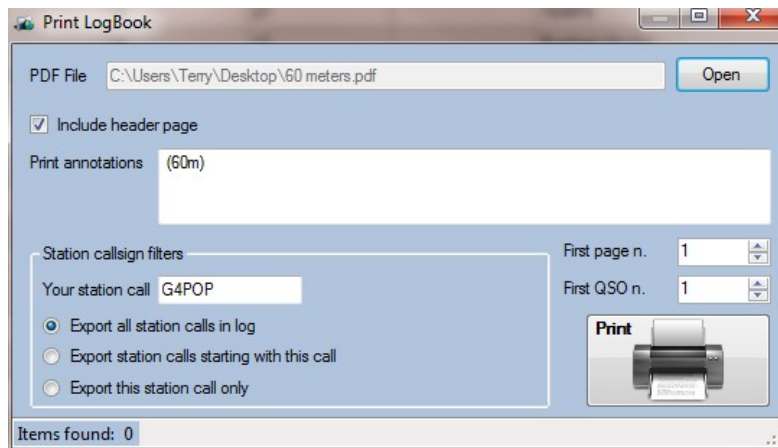 Print LogBook
PDF File C:\Users\Terry\Desktop\60 meters.pdf Open
Include header page
Print annotations (60m)
Station callsign filters
First page n. 1
Your station call G4POP
First QSO n. 1
Export all station calls in log
Print
Export station calls starting with this call
Export this station call only
Items found: 0